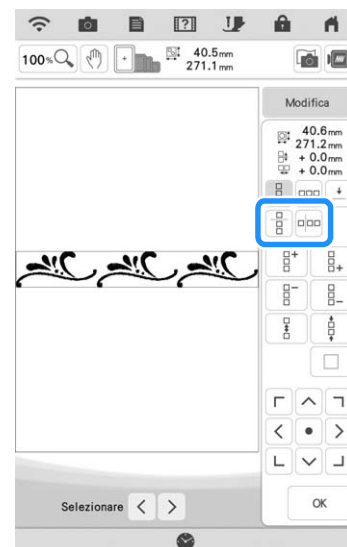 100%
40.5mm
271.1mm
Modifica
40.6mm
271.2mm
+ 0.0mm
+ 0.0mm
Selezionare
OK